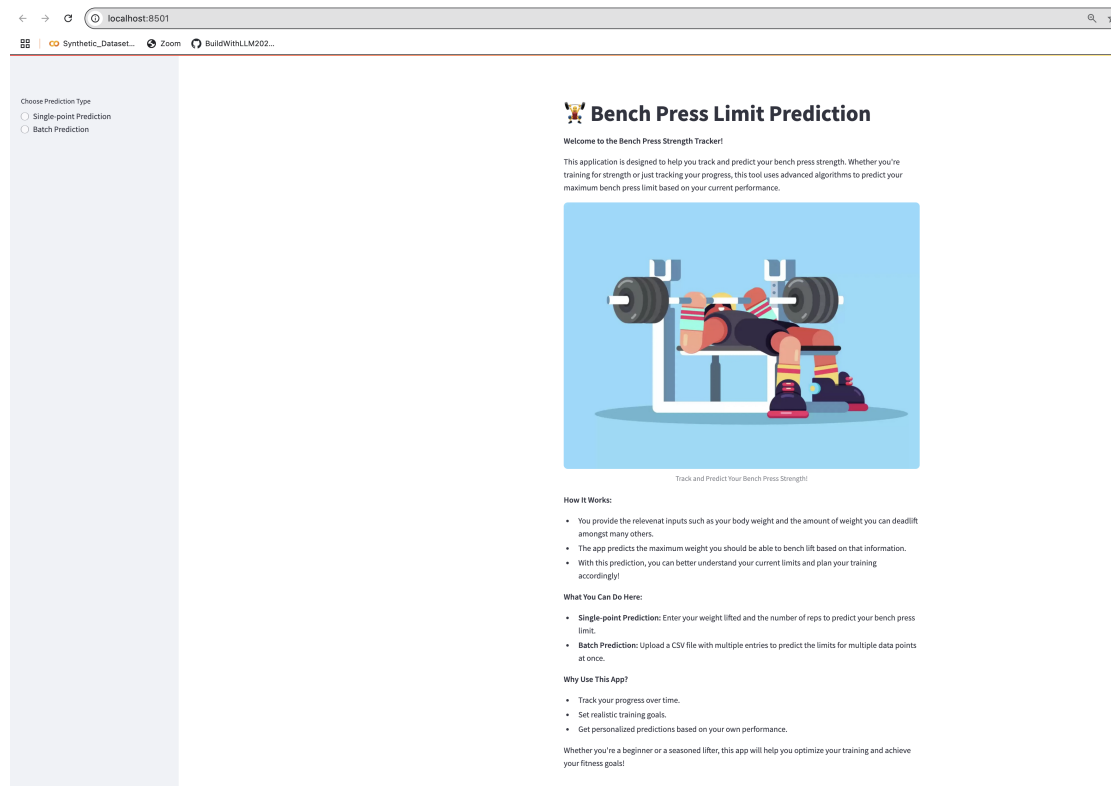 localhost:8501
Synthetic_Dataset...
Zoom
BuildWithLLM202...
Choose Prediction Type
Single-point Prediction
Batch Prediction
Bench Press Limit Prediction
Welcome to the Bench Press Strength Tracker!
This application is designed to help you track and predict your bench press strength. Whether you're
training for strength or just tracking your progress, this tool uses advanced algorithms to predict your
maximum bench press limit based on your current performance.
Track and Predict Your Bench Press Strength!
How It Works:
• You provide the relevenat inputs such as your body weight and the amount of weight you can deadlift
amongst many others.
• The app predicts the maximum weight you should be able to bench lift based on that information.
• With this prediction, you can better understand your current limits and plan your training
accordingly!
What You Can Do Here:
• Single-point Prediction: Enter your weight lifted and the number of reps to predict your bench press
limit.
• Batch Prediction: Upload a CSV file with multiple entries to predict the limits for multiple data points
at once.
Why Use This App?
• Track your progress over time.
• Set realistic training goals.
• Get personalized predictions based on your own performance.
Whether you're a beginner or a seasoned lifter, this app will help you optimize your training and achieve
your fitness goals!